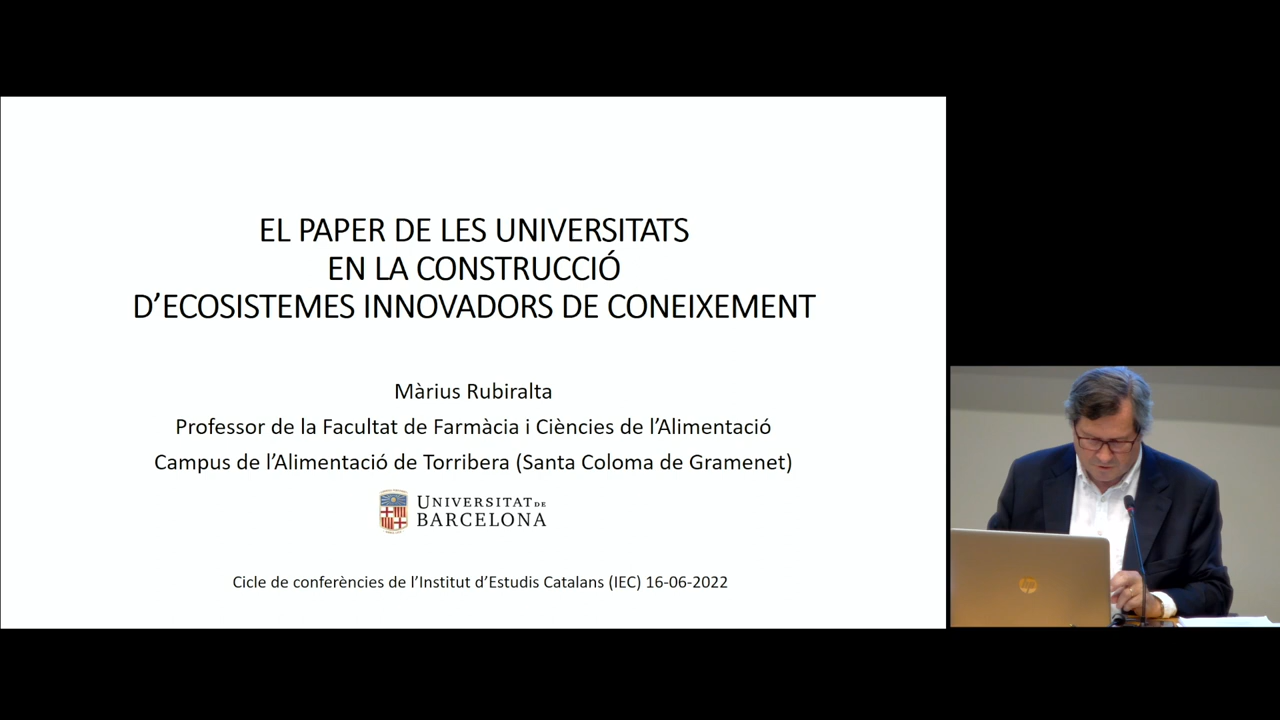 EL PAPER DE LES UNIVERSITATS
EN LA CONSTRUCCIÓ
D’ECOSISTEMES INNOVADORS DE CONEIXEMENT
Màrius Rubiralta
Professor de la Facultat de Farmàcia i Ciències de l’Alimentació
Campus de l’Alimentació de Torribera (Santa Coloma de Gramenet)
UNIVERSITAT DE
BARCELONA
Cicle de conferències de l’Institut d’Estudis Catalans (IEC) 16-06-2022
hp